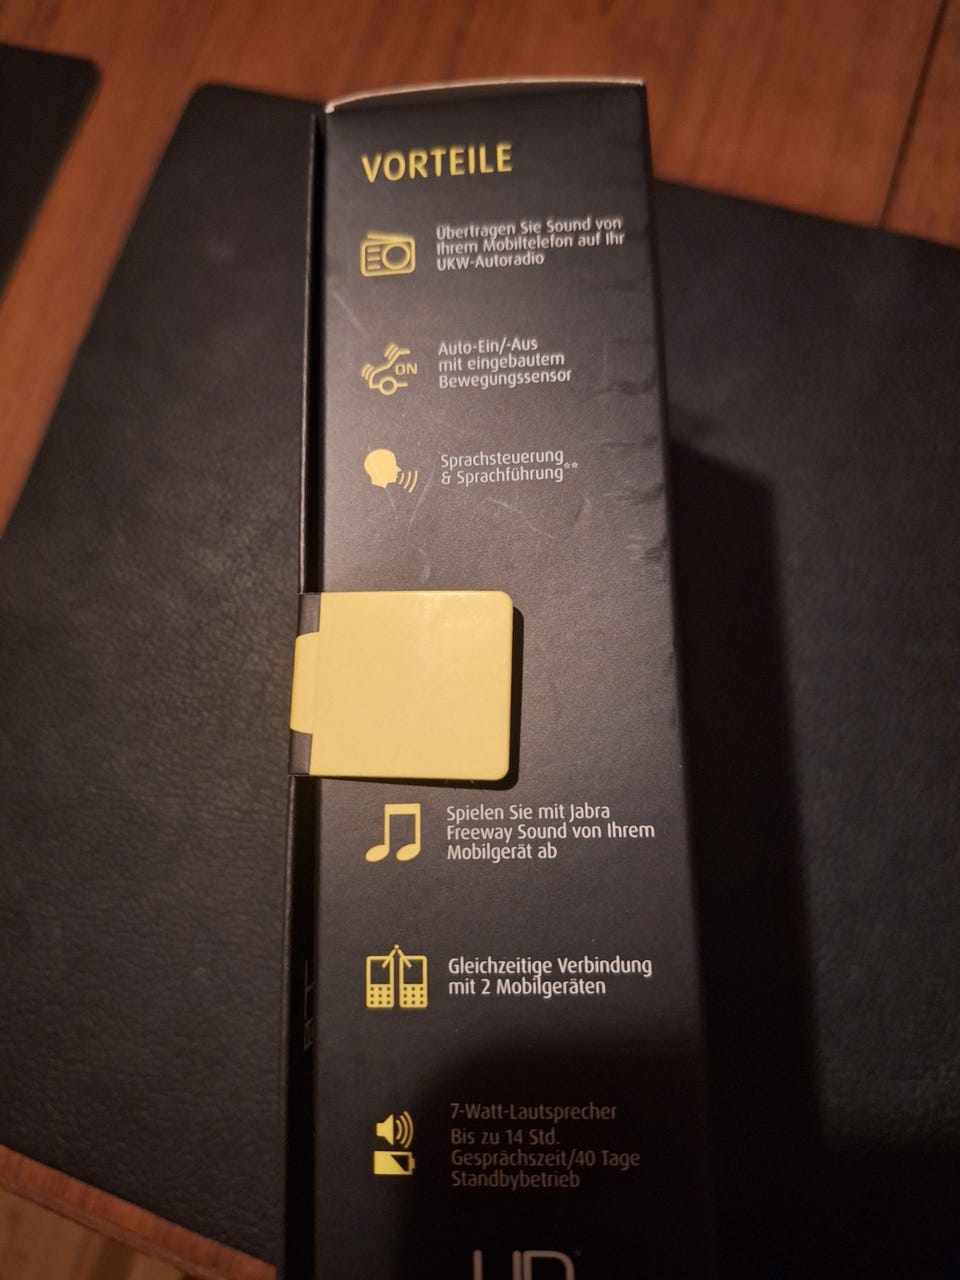 VORTEILE
Übertragen Sie Sound von
Ihrem Mobiltelefon auf Ihr
UKW-Autoradio
ON
Auto-Ein/-Aus
mit eingebautem
Bewegungssensor
Sprachsteuerung
& Sprachführung**
Spielen Sie mit Jabra
Freeway Sound von Ihrem
Mobilgerät ab
Gleichzeitige Verbindung
mit 2 Mobilgeräten
7-Watt-Lautsprecher
Bis zu 14 Std.
Gesprächszeit/40 Tage
Standbybetrieb